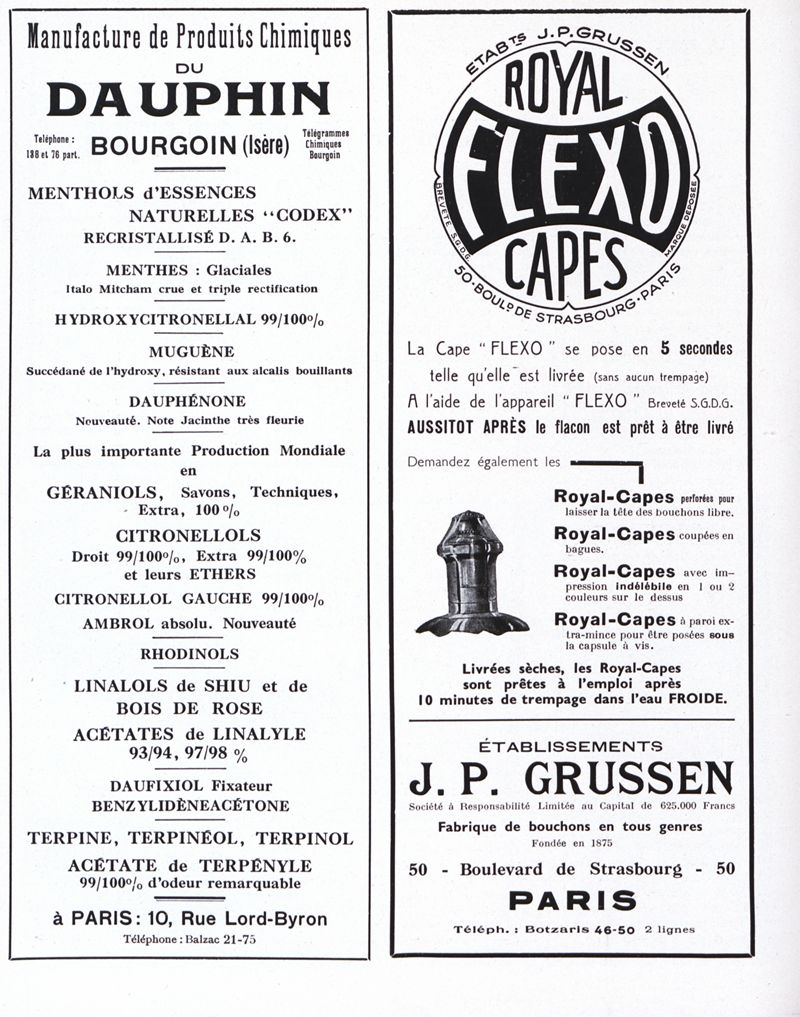 Manufacture de Produits Chimiques
DU
DAUPHIN
Teléphone :
138 et 76 part.
BOURGOIN (Isère)
Télégrammes
Chimiques
Bourgoin
MENTHOLS d'ESSENCES
NATURELLES "CODEX"
RECRISTALLISÉ D. A. B. 6.
MENTHES : Glaciales
Italo Mitcham crue et triple rectification
HYDROXYCITRONELLAL 99/100%
MUGUÈNE
Succédané de l'hydroxy, résistant aux alcalis bouillants
DAUPHÉNONE
Nouveauté. Note Jacinthe très fleurie
La plus importante Production Mondiale
en
GÉRANIOLS, Savons, Techniques,
Extra, 100 %
CITRONELLOLS
Droit 99/100%, Extra 99/100%
et leurs ETHERS
CITRONELLOL GAUCHE 99/100%
AMBROL absolu. Nouveauté
RHODINOLS
LINALOLS de SHIU et de
BOIS DE ROSE
ACÉTATES de LINALYLE
93/94, 97/98 %
DAUFIXIOL Fixateur
BENZYLIDÈNEACÉTONE
TERPINE, TERPINÉOL, TERPINOL
ACÉTATE de TERPÉNYLE
99/100% d'odeur remarquable
à PARIS : 10, Rue Lord-Byron
Téléphone : Balzac 21-75
ETABTS J.P. GRUSSEN
ROYAL
FLEXO
CAPES
BREVETÉ S.G.D.G.
MARQUE DÉPOSÉE
50·BOULD DE STRASBOURG·PARIS
La Cape "FLEXO" se pose en 5 secondes
telle qu'elle est livrée (sans aucun trempage)
A l'aide de l'appareil "FLEXO" Breveté S.G.D.G.
AUSSITOT APRÈS le flacon est prêt à être livré
Demandez également les
Royal-Capes perforées pour
laisser la tête des bouchons libre.
Royal-Capes coupées en
bagues.
Royal-Capes avec im-
pression indélébile en 1 ou 2
couleurs sur le dessus
Royal-Capes à paroi ex-
tra-mince pour être posées sous
la capsule à vis.
Livrées sèches, les Royal-Capes
sont prêtes à l'emploi après
10 minutes de trempage dans l'eau FROIDE.
ÉTABLISSEMENTS
J. P. GRUSSEN
Société à Responsabilité Limitée au Capital de 625.000 Francs
Fabrique de bouchons en tous genres
Fondée en 1875
50 - Boulevard de Strasbourg - 50
PARIS
Téléph. : Botzaris 46-50 2 lignes